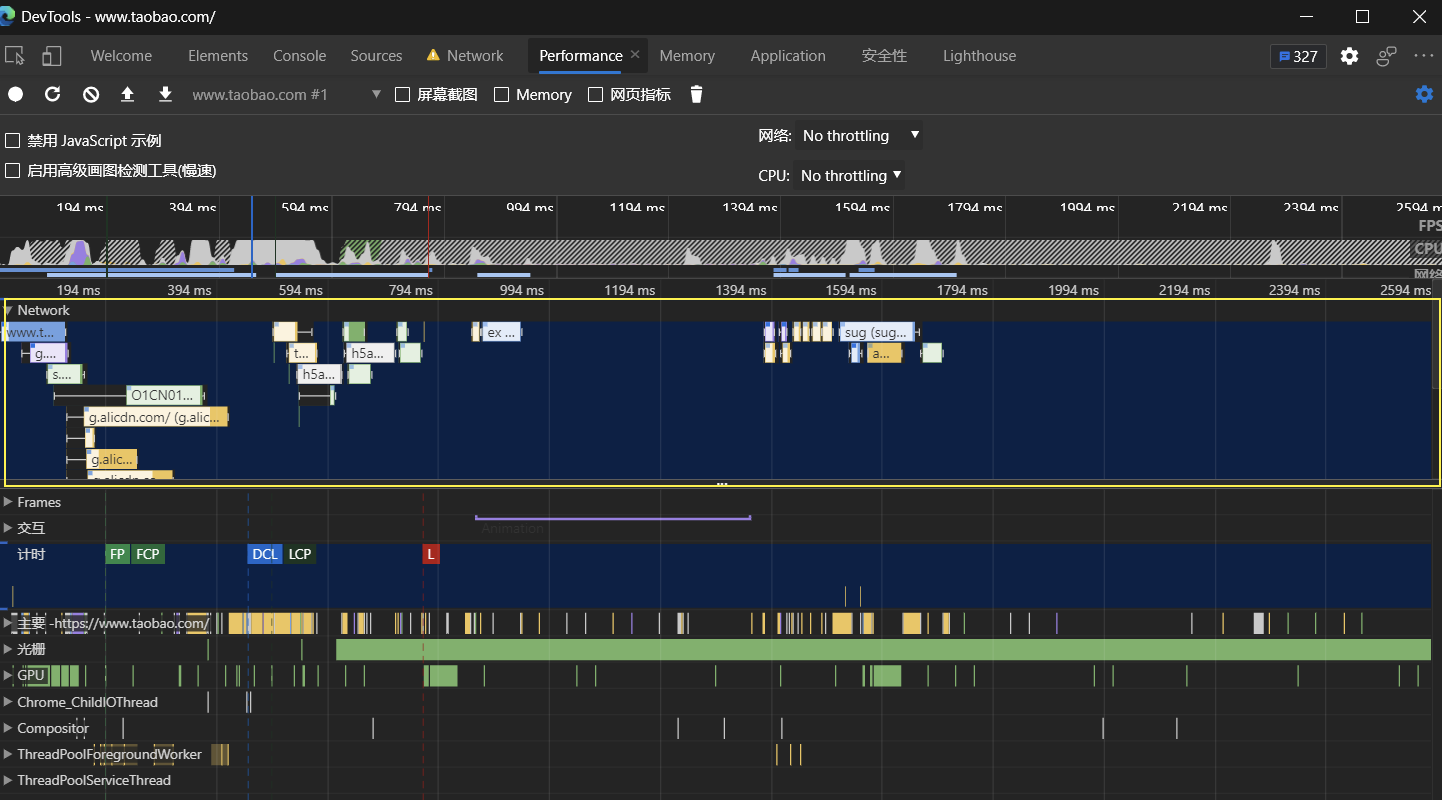 DevTools - www.taobao.com/
Welcome Elements Console Sources Network Performance Memory Application 安全性 Lighthouse 327
www.taobao.com #1 屏幕截图 Memory 网页指标
禁用 JavaScript 示例 网络: No throttling
启用高级画图检测工具(慢速) CPU: No throttling
194 ms 394 ms 594 ms 794 ms 994 ms 1194 ms 1394 ms 1594 ms 1794 ms 1994 ms 2194 ms 2394 ms 2594 m
FPS
CPU
网络
194 ms 394 ms 594 ms 794 ms 994 ms 1194 ms 1394 ms 1594 ms 1794 ms 1994 ms 2194 ms 2394 ms 2594 ms
Network
www.t... ex ... sug (sug...
g.... t... h5a... a...
s.... h5a...
O1CN01...
g.alicdn.com/ (g.alic...
g.alic...
Frames
交互 Animation
计时 FP FCP DCL LCP L
主要 -https://www.taobao.com/
光栅
GPU
Chrome_ChildIOThread
Compositor
ThreadPoolForegroundWorker
ThreadPoolServiceThread